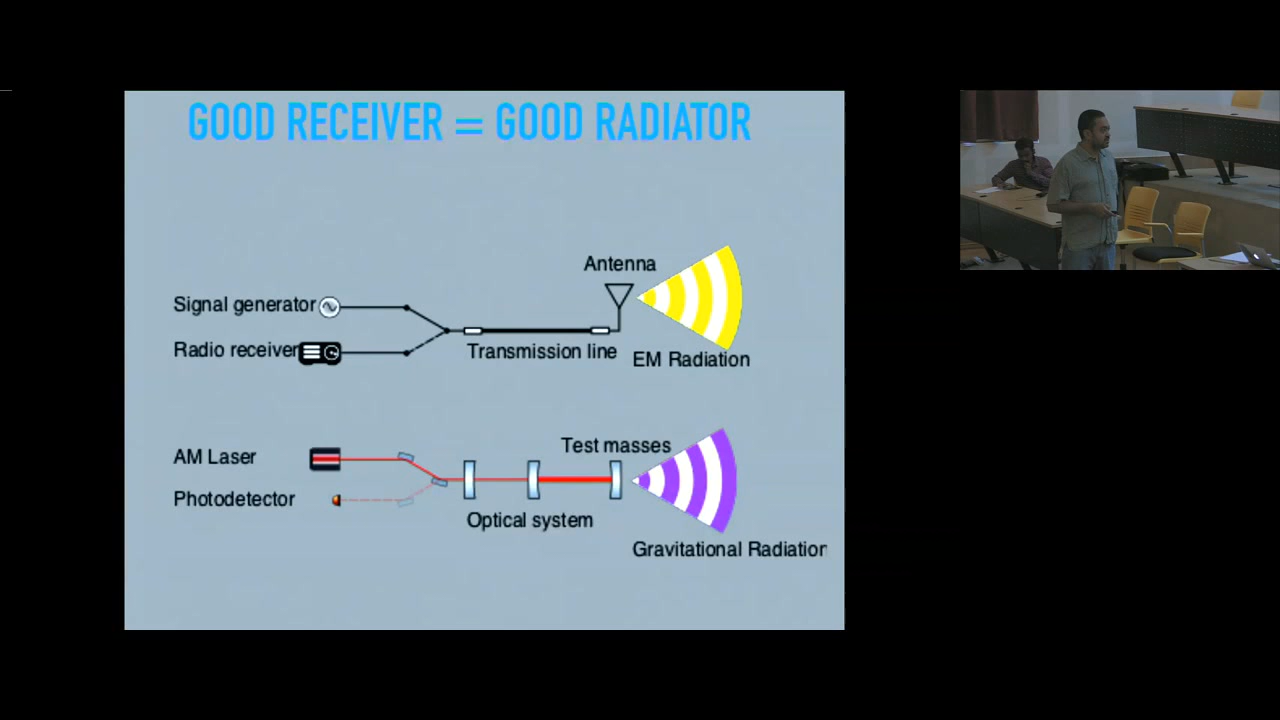 GOOD RECEIVER = GOOD RADIATOR
Antenna
Signal generator
Radio receiver
Transmission line
EM Radiation
Test masses
AM Laser
Photodetector
Optical system
Gravitational Radiation